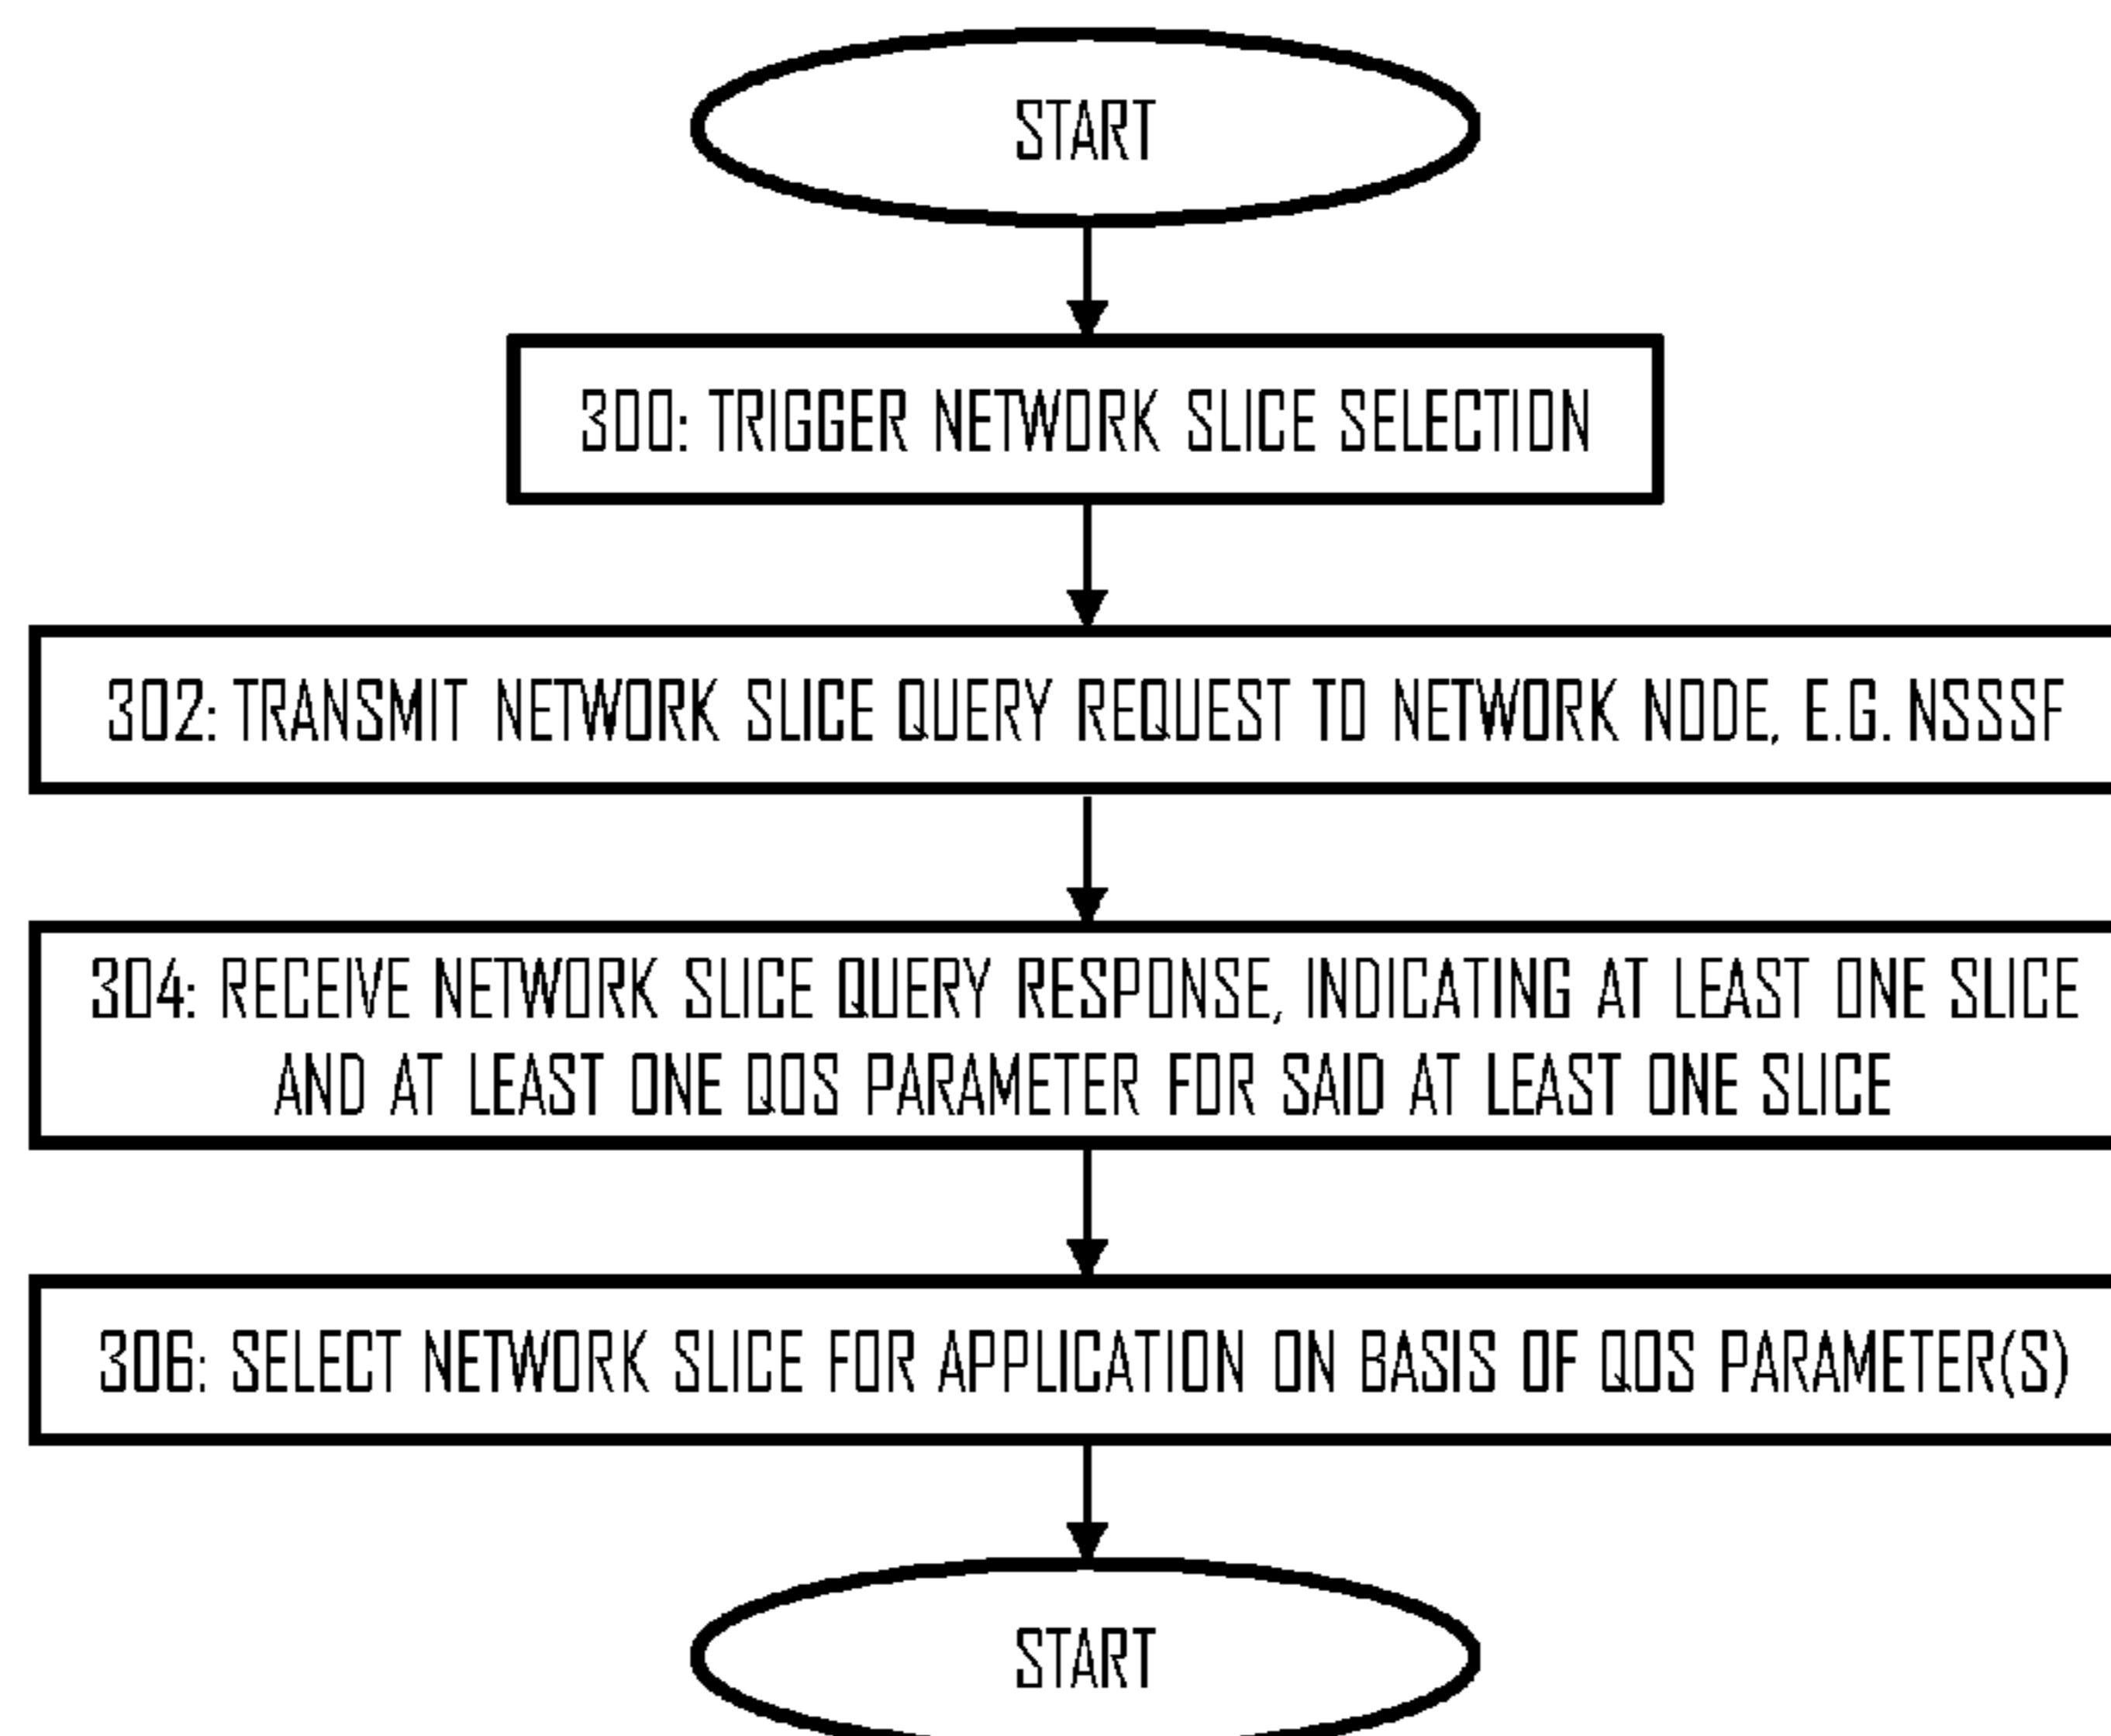 START
300: TRIGGER NETWORK SLICE SELECTION
302: TRANSMIT NETWORK SLICE QUERY REQUEST TO NETWORK NODE, E.G. NSSSF
304: RECEIVE NETWORK SLICE QUERY RESPONSE, INDICATING AT LEAST ONE SLICE
AND AT LEAST ONE QOS PARAMETER FOR SAID AT LEAST ONE SLICE
306: SELECT NETWORK SLICE FOR APPLICATION ON BASIS OF QOS PARAMETER(S)
START